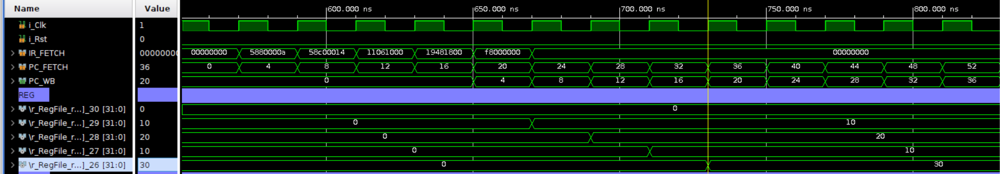 Name Value 600.000 ns 650.000 ns 700.000 ns 750.000 ns 800.000 ns
i_Clk 1
i_Rst 0
IR_FETCH 00000000 00000000 5880000a 58c00014 11061000 19481800 f8000000 00000000
PC_FETCH 36 0 4 8 12 16 20 24 28 32 36 40 44 48 52
PC_WB 20 0 4 8 12 16 20 24 28 32 36
REG
\r_RegFile_r...]_30 [31:0] 0 0
\r_RegFile_r...]_29 [31:0] 10 0 10
\r_RegFile_r...]_28 [31:0] 20 0 20
\r_RegFile_r...]_27 [31:0] 10 0 10
\r_RegFile_r...]_26 [31:0] 30 0 30